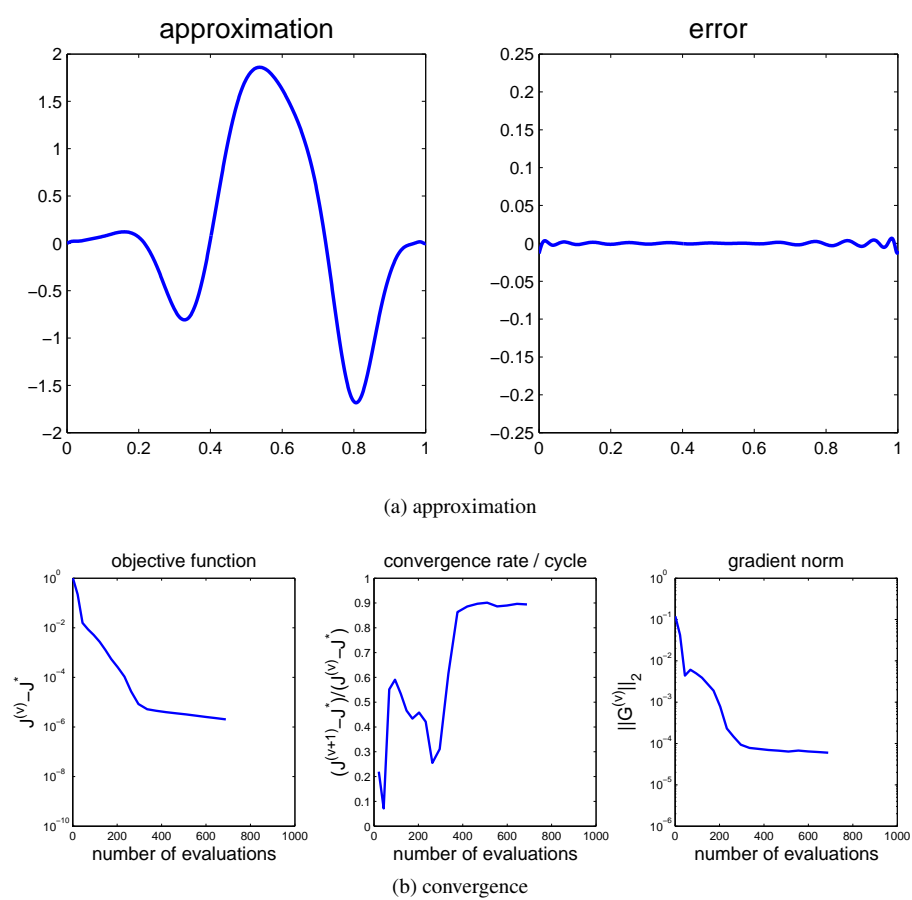 approximation
error
2
1.5
1
0.5
0
−0.5
−1
−1.5
−2
0 0.2 0.4 0.6 0.8 1
0.25
0.2
0.15
0.1
0.05
0
−0.05
−0.1
−0.15
−0.2
−0.25
0 0.2 0.4 0.6 0.8 1
(a) approximation
objective function
J^(v)−J^*
10^0
10^−2
10^−4
10^−6
10^−8
10^−10
0 200 400 600 800 1000
number of evaluations
convergence rate / cycle
(J^(v+1)−J^*)/(J^(v)−J^*)
1
0.9
0.8
0.7
0.6
0.5
0.4
0.3
0.2
0.1
0
0 200 400 600 800 1000
number of evaluations
gradient norm
||G^(v)||_2
10^0
10^−1
10^−2
10^−3
10^−4
10^−5
10^−6
0 200 400 600 800 1000
number of evaluations
(b) convergence